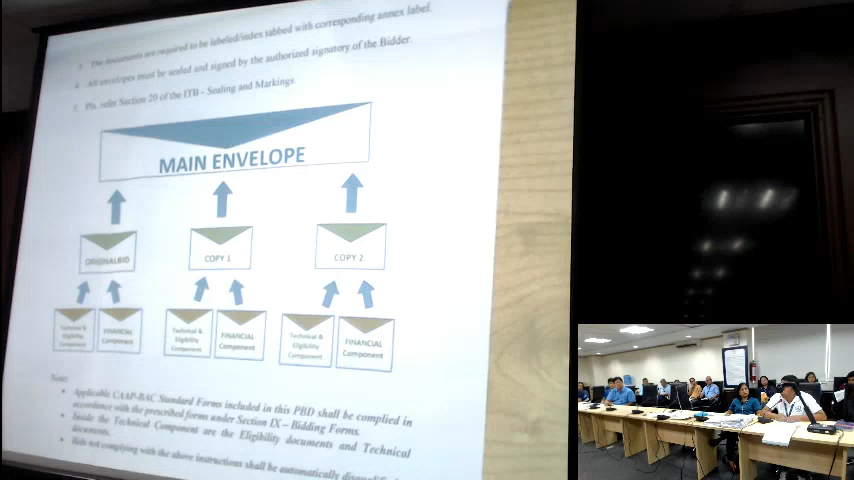 3. The documents are required to be labeled/index tabbed with corresponding annex label.
4. All envelopes must be sealed and signed by the authorized signatory of the Bidder.
5. Pls. refer Section 20 of the ITB - Sealing and Markings
MAIN ENVELOPE
ORIGINAL BID
COPY 1
COPY 2
Technical & Eligibility Component
FINANCIAL Component
Technical & Eligibility Component
FINANCIAL Component
Technical & Eligibility Component
FINANCIAL Component
Note:
• Applicable CAAP-BAC Standard Forms included in this PBD shall be complied in
accordance with the prescribed forms under Section IX – Bidding Forms.
• Inside the Technical Component are the Eligibility documents and Technical
documents.
• Bids not complying with the above instructions shall be automatically